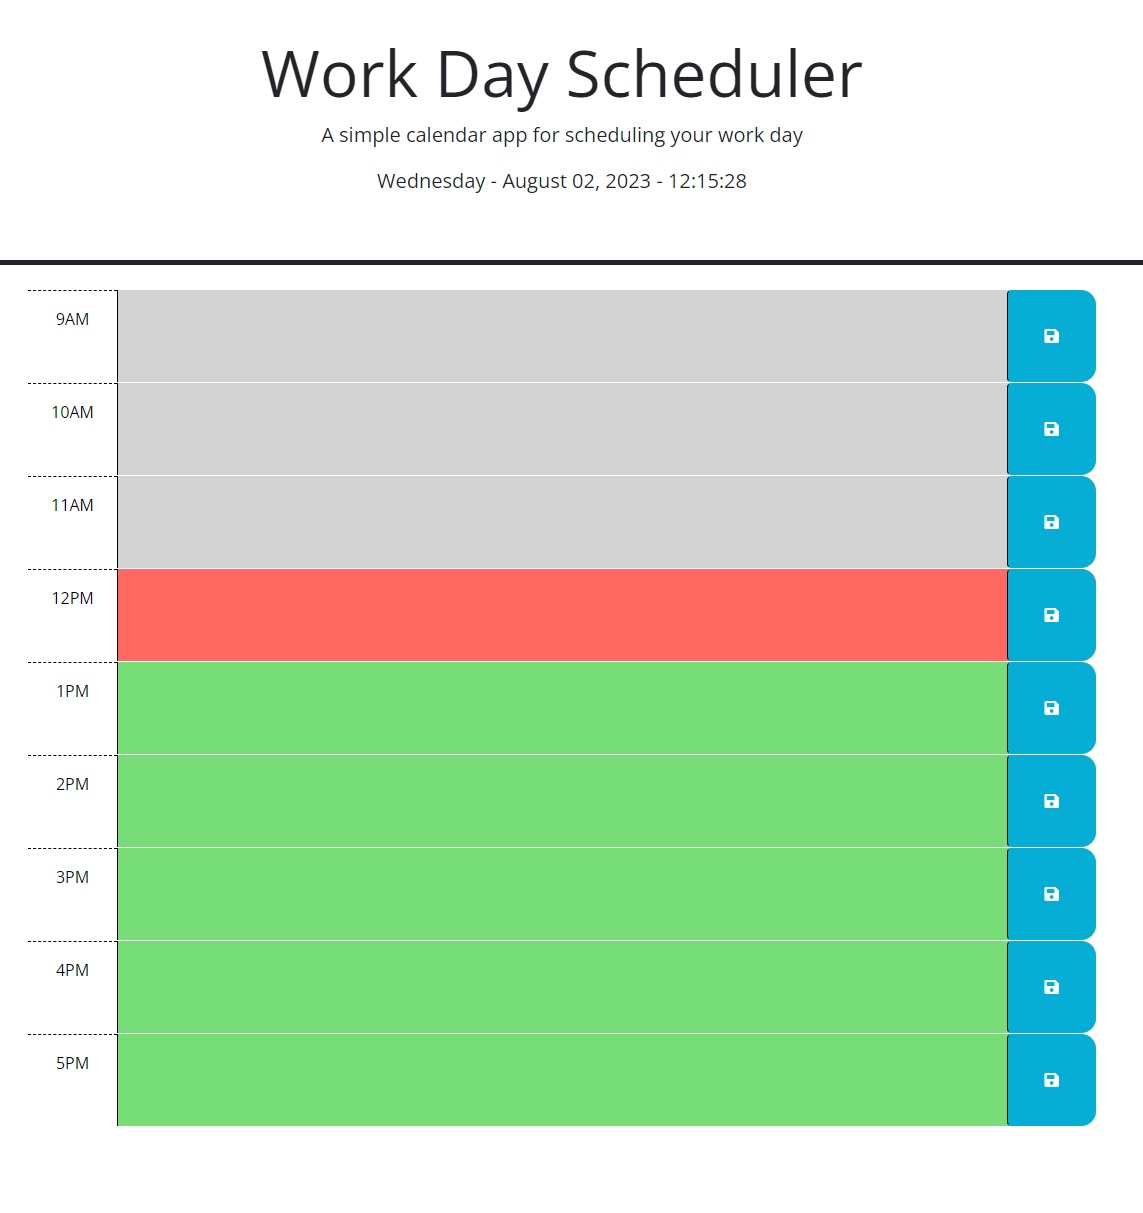 Work Day Scheduler
A simple calendar app for scheduling your work day
Wednesday - August 02, 2023 - 12:15:28
9AM
10AM
11AM
12PM
1PM
2PM
3PM
4PM
5PM